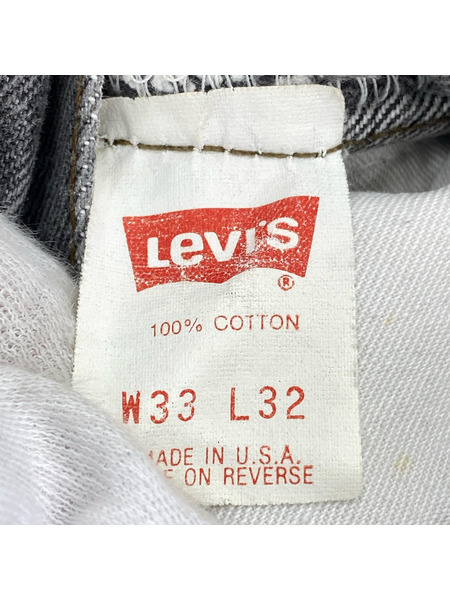 Levi's
®
100% COTTON
W33 L32
MADE IN U.S.A.
ON REVERSE